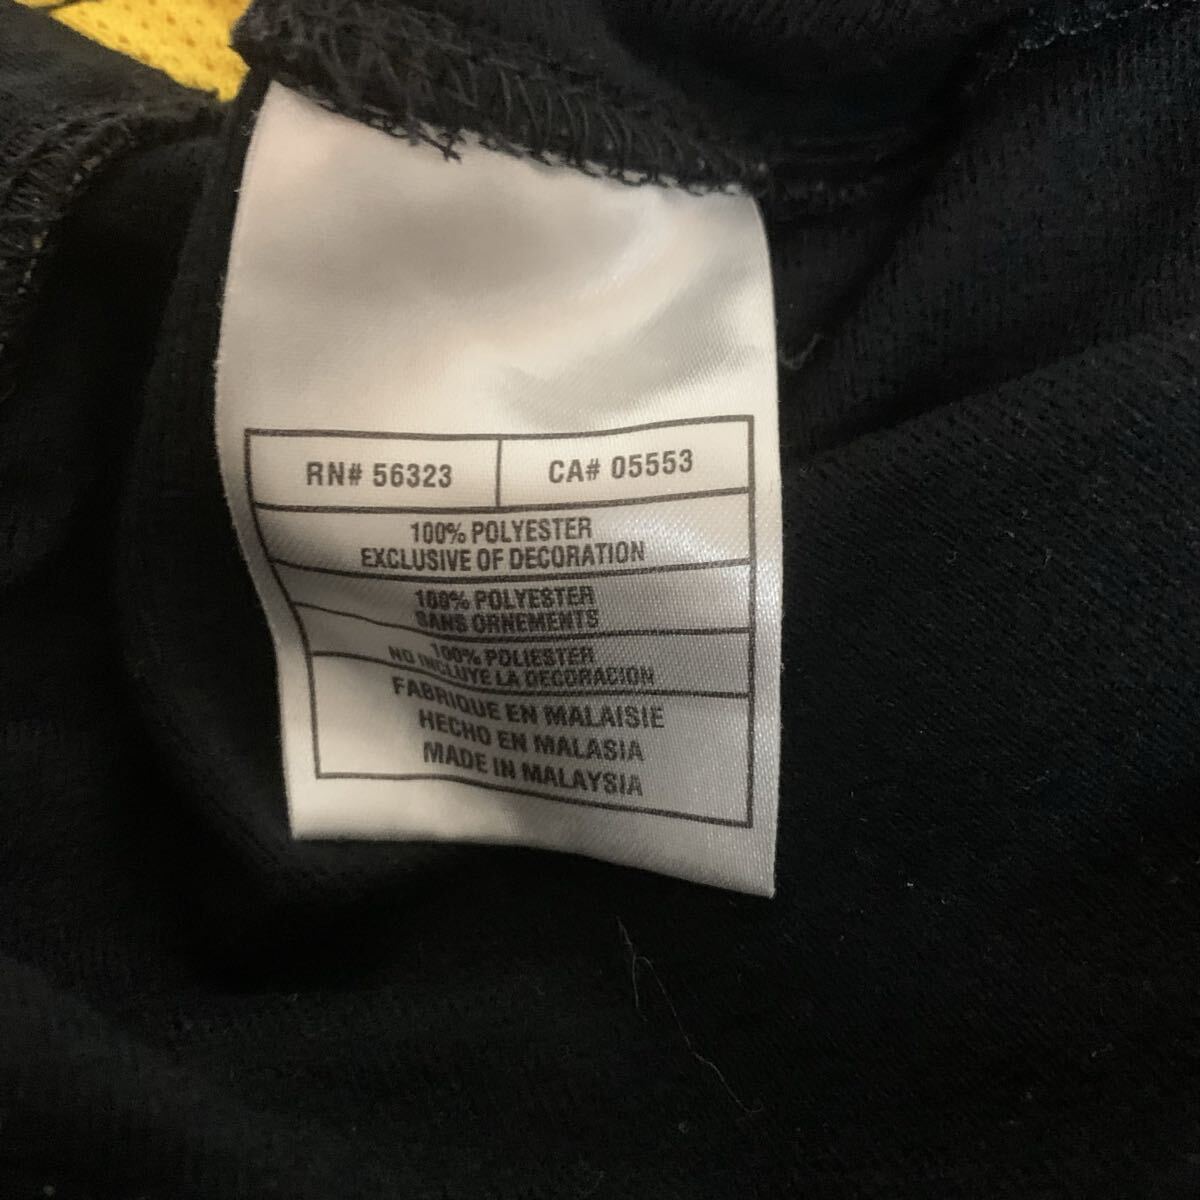 RN# 56323 CA# 05553
100% POLYESTER
EXCLUSIVE OF DECORATION
100% POLYESTER
SANS ORNEMENTS
100% POLIESTER
NO INCLUYE LA DECORACION
FABRIQUE EN MALAISIE
HECHO EN MALASIA
MADE IN MALAYSIA